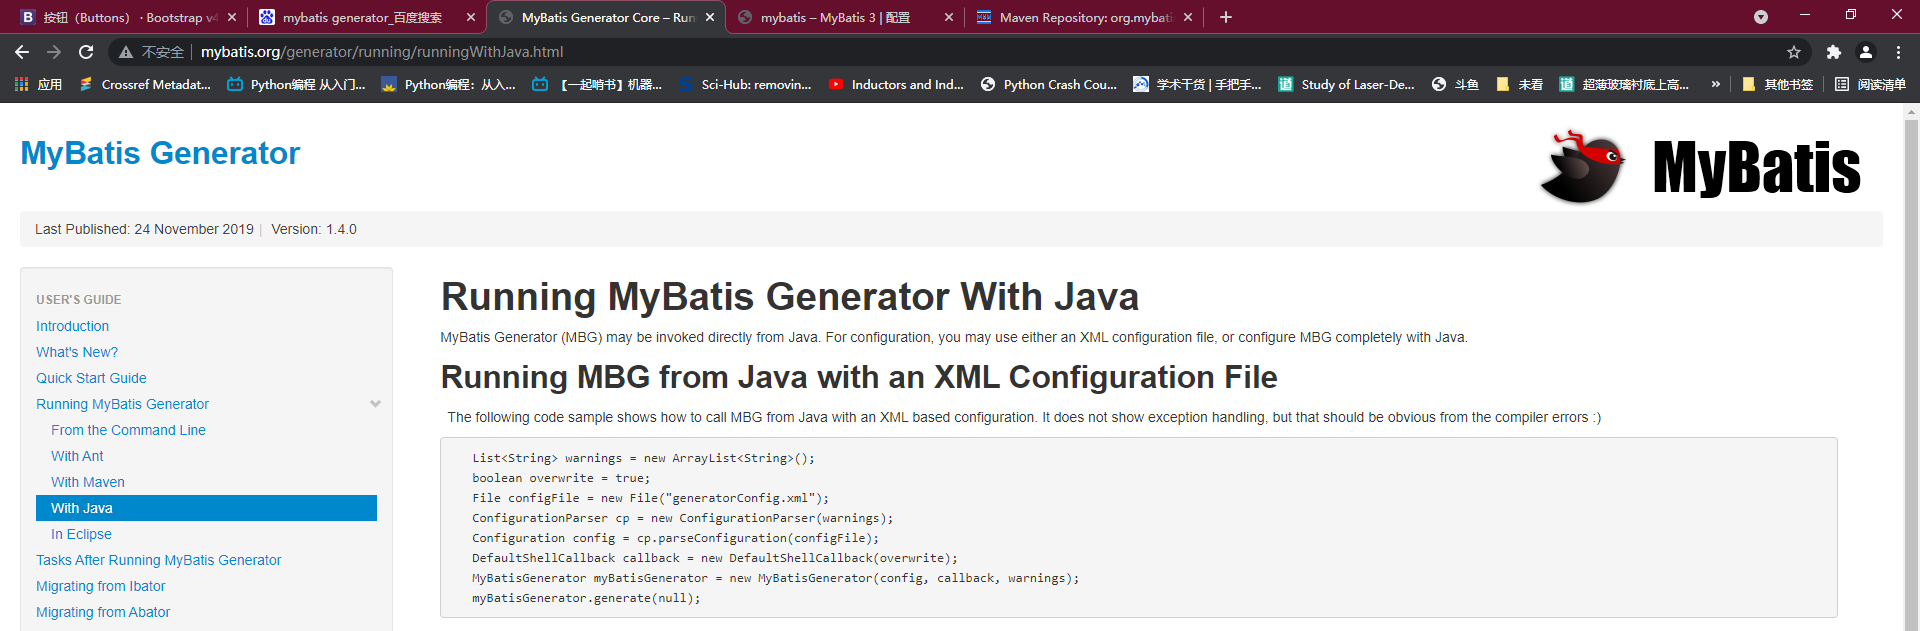 按钮（Buttons） · Bootstrap v4
mybatis generator_百度搜索
MyBatis Generator Core – Run
mybatis – MyBatis 3 | 配置
Maven Repository: org.mybati
不安全
mybatis.org/generator/running/runningWithJava.html
应用
Crossref Metadat...
Python编程 从入门...
Python编程：从入...
【一起啃书】机器...
Sci-Hub: removin...
Inductors and Ind...
Python Crash Cou...
学术干货 | 手把手...
Study of Laser-De...
斗鱼
未看
超薄玻璃衬底上高...
»
其他书签
阅读清单
MyBatis Generator
MyBatis
Last Published: 24 November 2019 | Version: 1.4.0
USER'S GUIDE
Introduction
What's New?
Quick Start Guide
Running MyBatis Generator
From the Command Line
With Ant
With Maven
With Java
In Eclipse
Tasks After Running MyBatis Generator
Migrating from Ibator
Migrating from Abator
Running MyBatis Generator With Java
MyBatis Generator (MBG) may be invoked directly from Java. For configuration, you may use either an XML configuration file, or configure MBG completely with Java.
Running MBG from Java with an XML Configuration File
The following code sample shows how to call MBG from Java with an XML based configuration. It does not show exception handling, but that should be obvious from the compiler errors :)
List<String> warnings = new ArrayList<String>();
boolean overwrite = true;
File configFile = new File("generatorConfig.xml");
ConfigurationParser cp = new ConfigurationParser(warnings);
Configuration config = cp.parseConfiguration(configFile);
DefaultShellCallback callback = new DefaultShellCallback(overwrite);
MyBatisGenerator myBatisGenerator = new MyBatisGenerator(config, callback, warnings);
myBatisGenerator.generate(null);